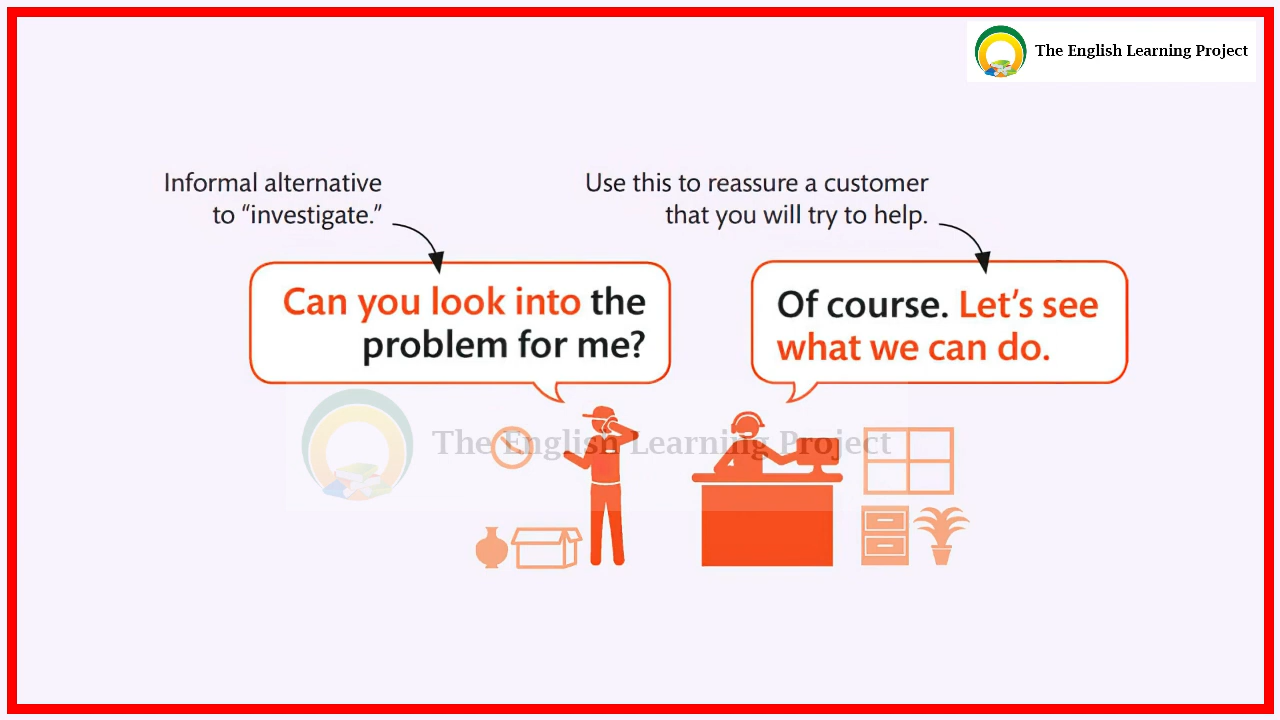 The English Learning Project
Informal alternative
to “investigate.”
Use this to reassure a customer
that you will try to help.
Can you look into the
problem for me?
Of course. Let’s see
what we can do.
The English Learning Project